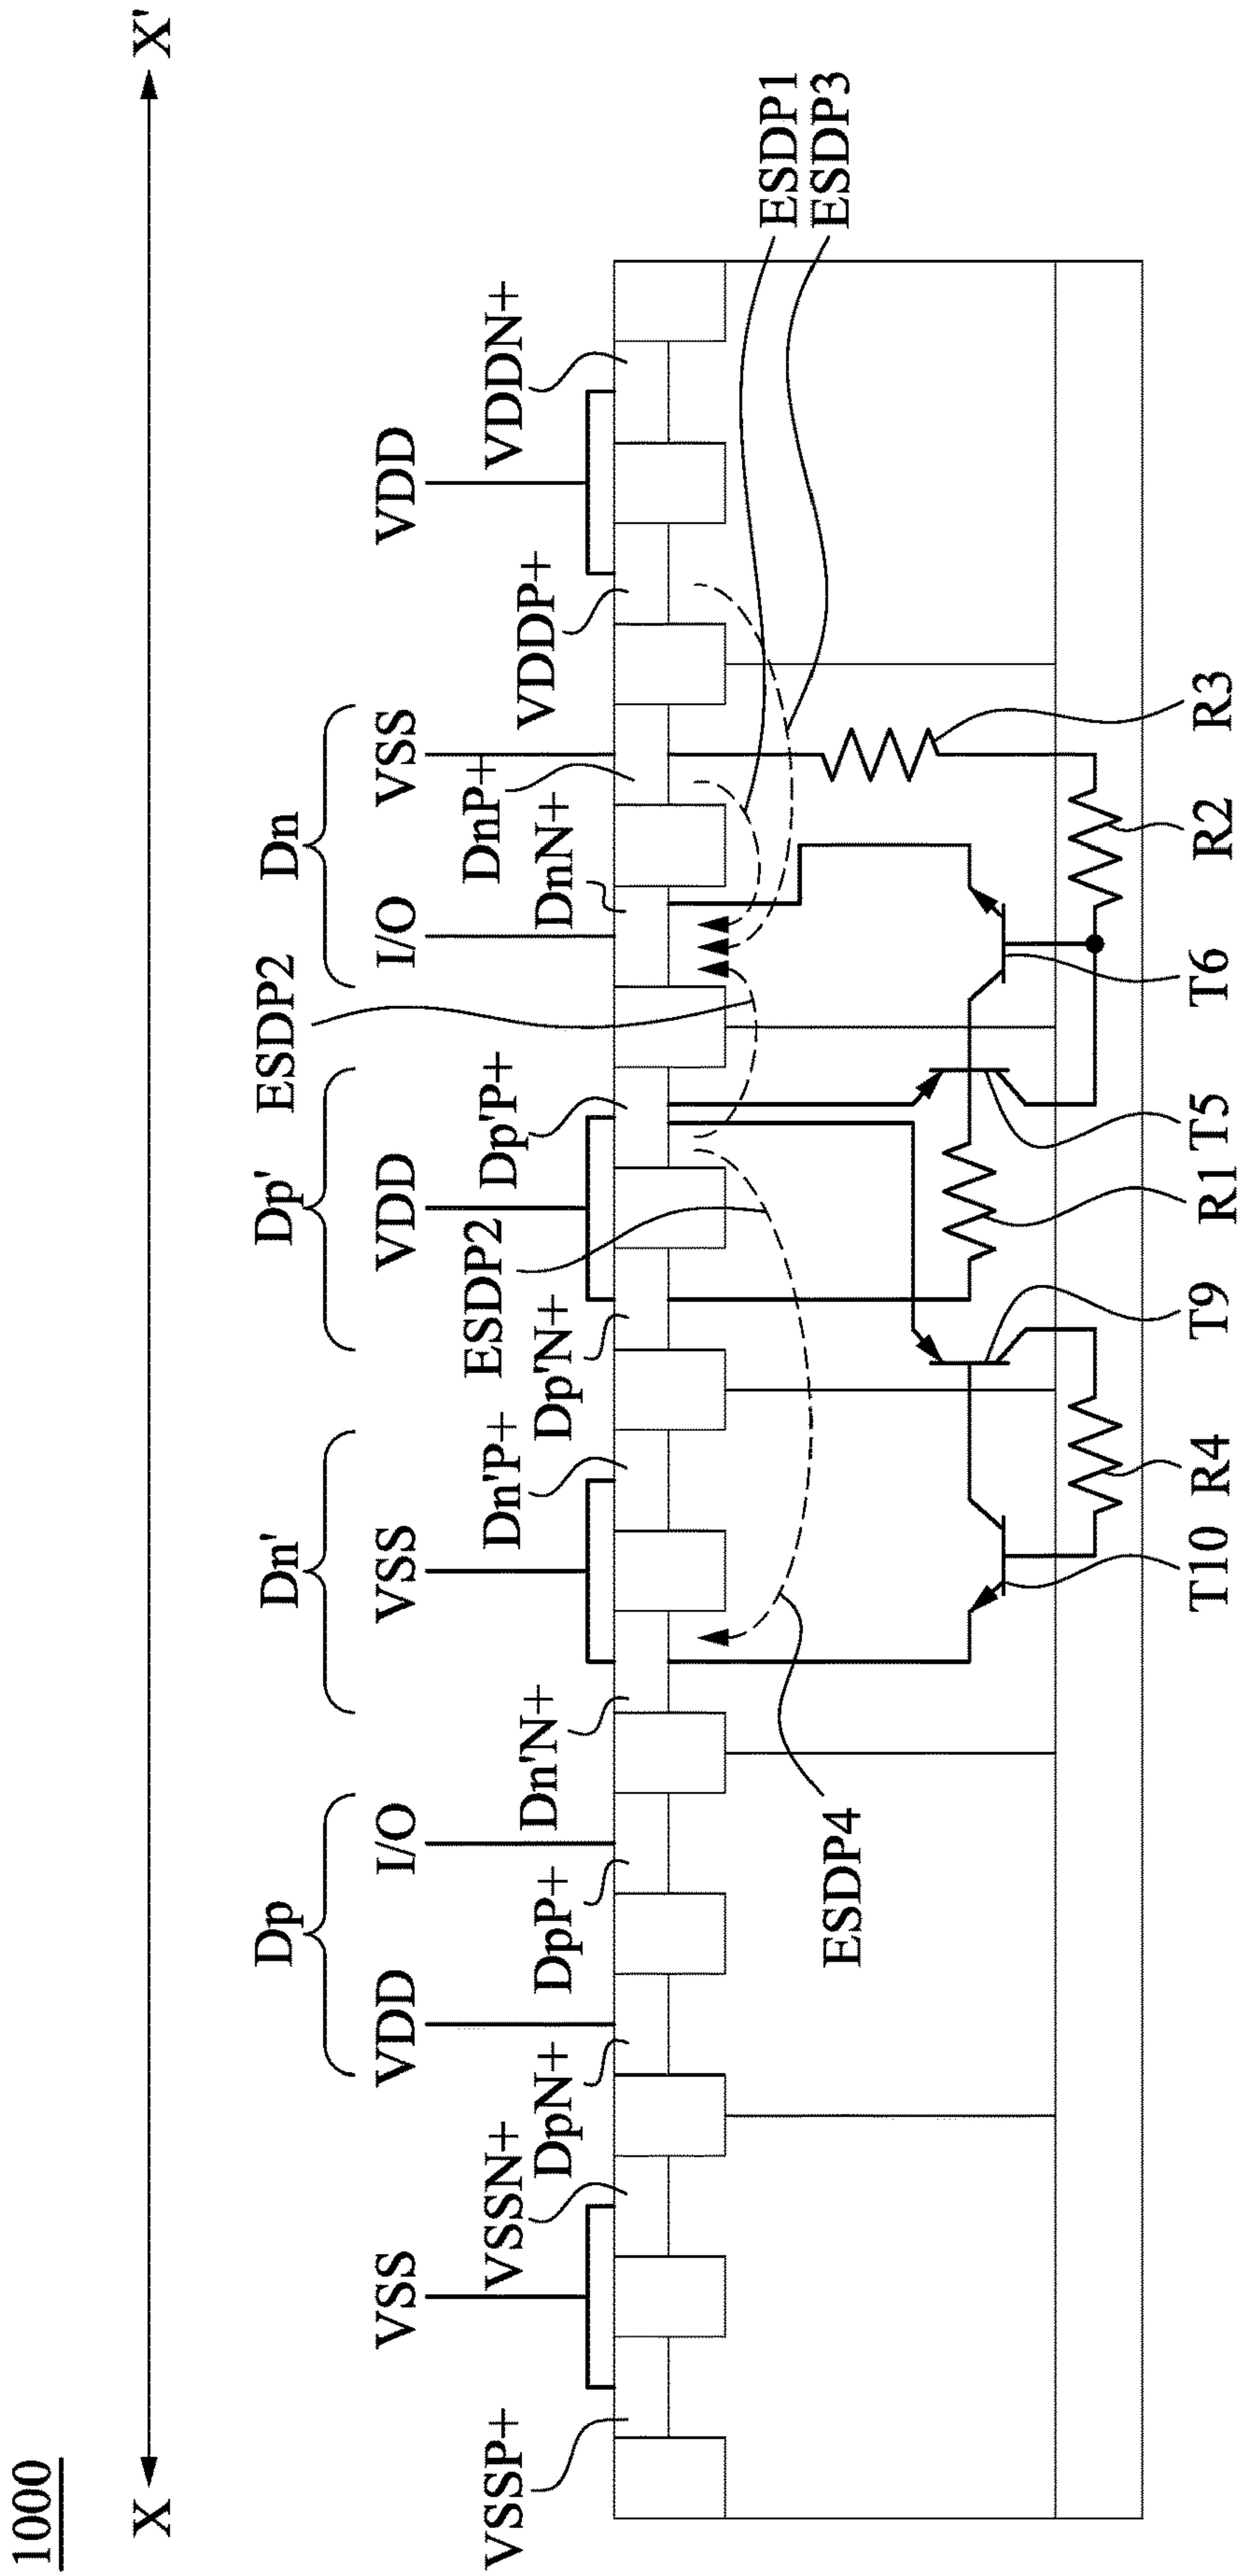 1000
X
X'
Dp
Dn'
Dp'
ESDP2
Dn
VSS
VDD
I/O
VSS
VDD
I/O
VSS
VDD
VSSP+
VSSN+
DpN+
DpP+
Dn'N+
Dn'P+
Dp'N+
ESDP2
Dp'P+
DnN+
DnP+
VDDP+
VDDN+
ESDP1
ESDP3
ESDP4
T10
R4
T9
R1
T5
T6
R2
R3